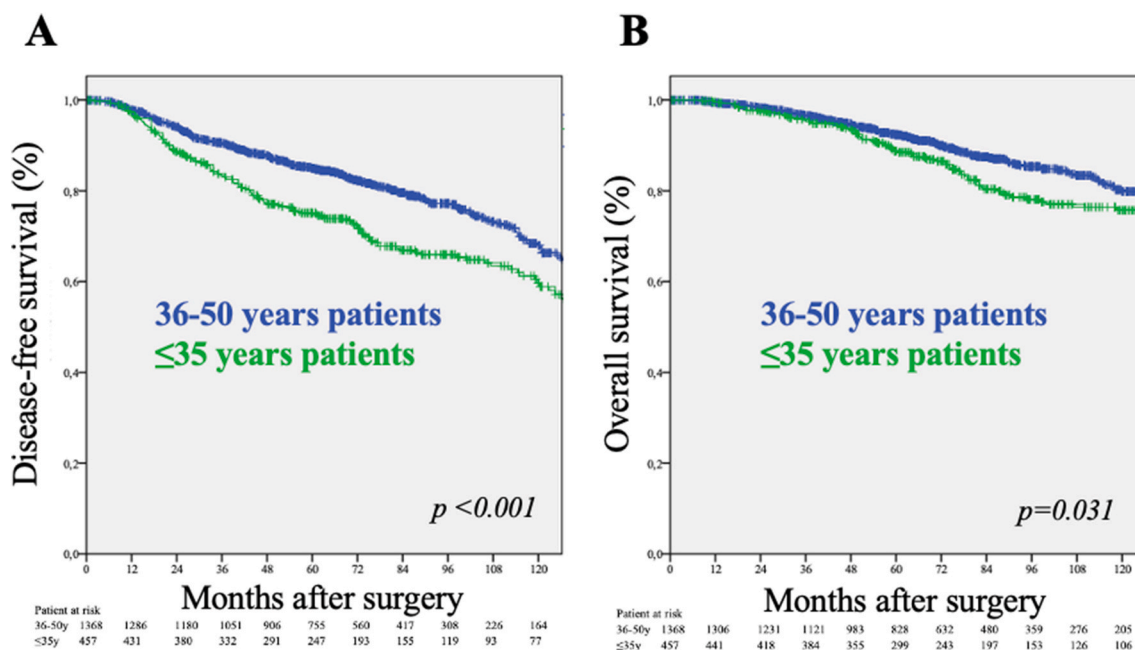 A
Disease-free survival (%)
1,0
0,8
0,6
0,4
0,2
0,0
36-50 years patients
≤35 years patients
p <0.001
0 12 24 36 48 60 72 84 96 108 120
Months after surgery
Patient at risk
36-50y 1368 1286 1180 1051 906 755 560 417 308 226 164
≤35y 457 431 380 332 291 247 193 155 119 93 77
B
Overall survival (%)
1,0
0,8
0,6
0,4
0,2
0,0
36-50 years patients
≤35 years patients
p=0.031
0 12 24 36 48 60 72 84 96 108 120
Months after surgery
Patient at risk
36-50y 1368 1306 1231 1121 983 828 632 480 359 276 205
≤35y 457 441 418 384 355 299 243 197 153 126 106